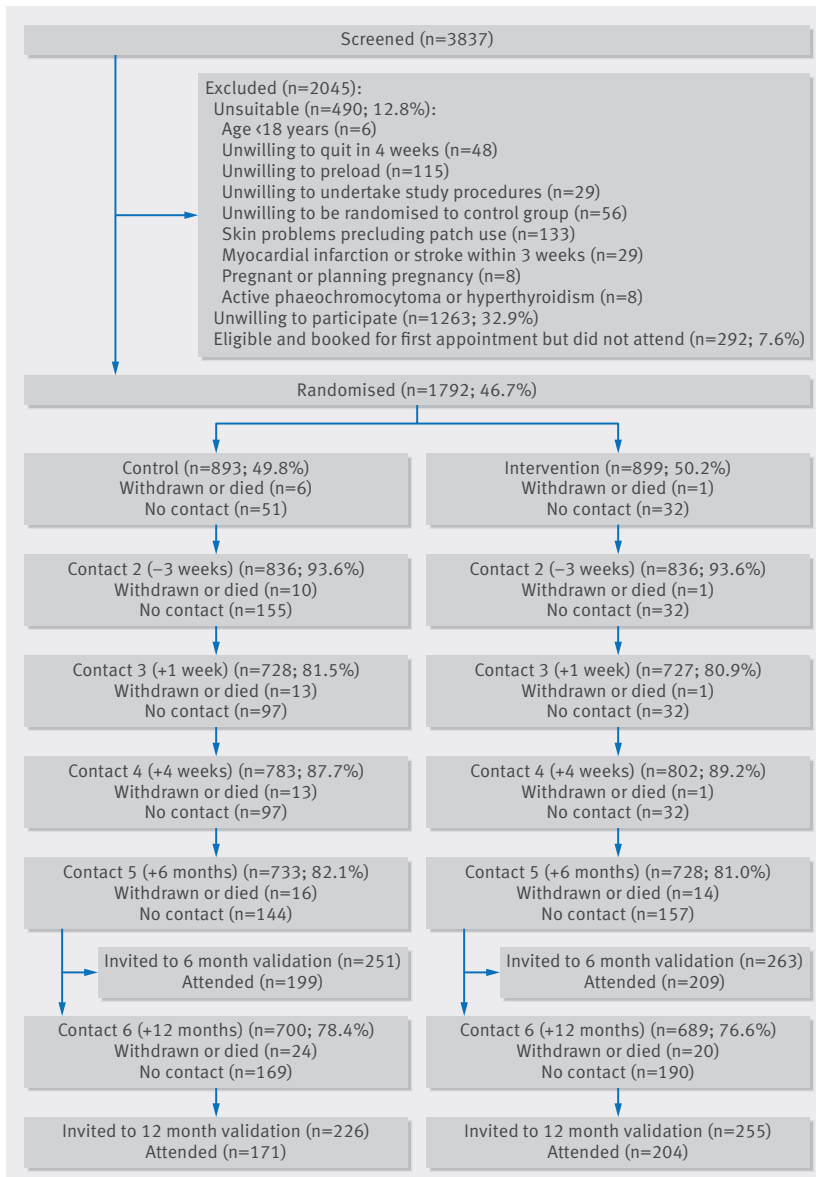 Screened (n=3837)
Excluded (n=2045):
Unsuitable (n=490; 12.8%):
Age <18 years (n=6)
Unwilling to quit in 4 weeks (n=48)
Unwilling to preload (n=115)
Unwilling to undertake study procedures (n=29)
Unwilling to be randomised to control group (n=56)
Skin problems precluding patch use (n=133)
Myocardial infarction or stroke within 3 weeks (n=29)
Pregnant or planning pregnancy (n=8)
Active phaeochromocytoma or hyperthyroidism (n=8)
Unwilling to participate (n=1263; 32.9%)
Eligible and booked for first appointment but did not attend (n=292; 7.6%)
Randomised (n=1792; 46.7%)
Control (n=893; 49.8%)
Withdrawn or died (n=6)
No contact (n=51)
Intervention (n=899; 50.2%)
Withdrawn or died (n=1)
No contact (n=32)
Contact 2 (–3 weeks) (n=836; 93.6%)
Withdrawn or died (n=10)
No contact (n=155)
Contact 2 (–3 weeks) (n=836; 93.6%)
Withdrawn or died (n=1)
No contact (n=32)
Contact 3 (+1 week) (n=728; 81.5%)
Withdrawn or died (n=13)
No contact (n=97)
Contact 3 (+1 week) (n=727; 80.9%)
Withdrawn or died (n=1)
No contact (n=32)
Contact 4 (+4 weeks) (n=783; 87.7%)
Withdrawn or died (n=13)
No contact (n=97)
Contact 4 (+4 weeks) (n=802; 89.2%)
Withdrawn or died (n=1)
No contact (n=32)
Contact 5 (+6 months) (n=733; 82.1%)
Withdrawn or died (n=16)
No contact (n=144)
Contact 5 (+6 months) (n=728; 81.0%)
Withdrawn or died (n=14)
No contact (n=157)
Invited to 6 month validation (n=251)
Attended (n=199)
Invited to 6 month validation (n=263)
Attended (n=209)
Contact 6 (+12 months) (n=700; 78.4%)
Withdrawn or died (n=24)
No contact (n=169)
Contact 6 (+12 months) (n=689; 76.6%)
Withdrawn or died (n=20)
No contact (n=190)
Invited to 12 month validation (n=226)
Attended (n=171)
Invited to 12 month validation (n=255)
Attended (n=204)